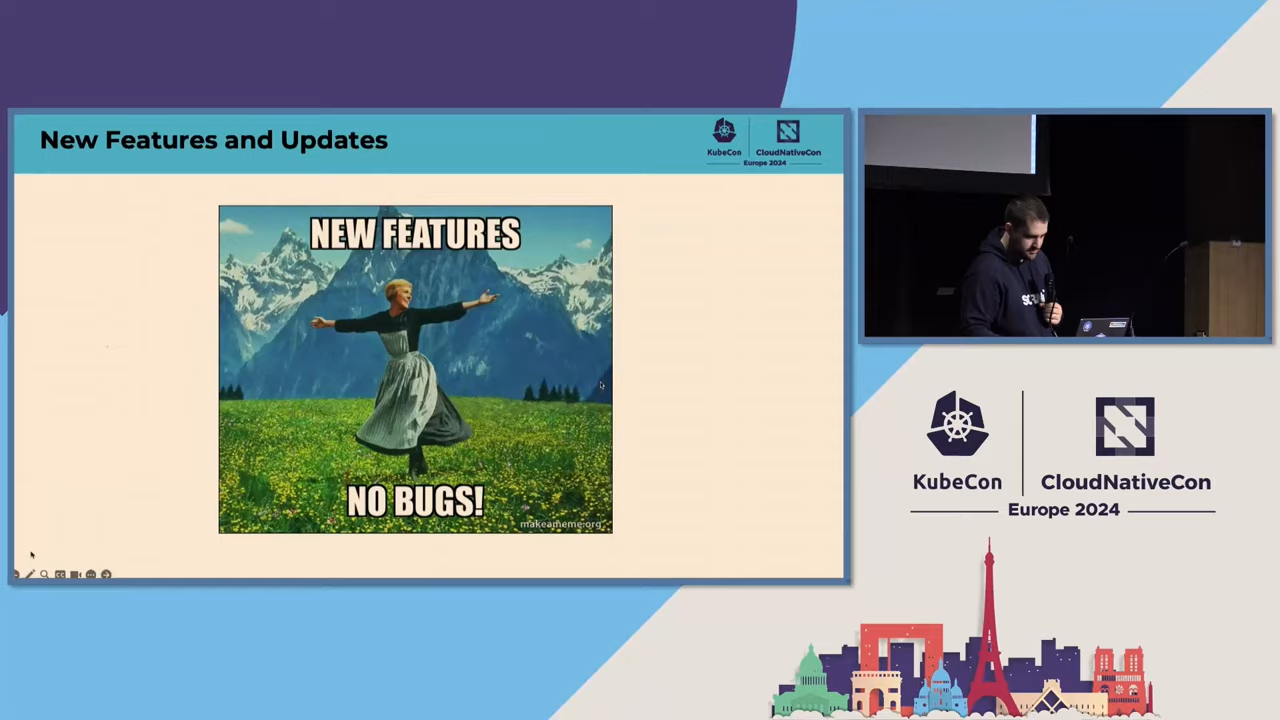 New Features and Updates
KubeCon
CloudNativeCon
Europe 2024
NEW FEATURES
NO BUGS!
makeameme.org
KubeCon
CloudNativeCon
Europe 2024